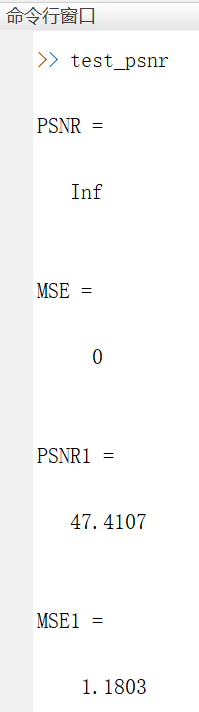 命令行窗口
>> test_psnr
PSNR =
Inf
MSE =
0
PSNR1 =
47.4107
MSE1 =
1.1803